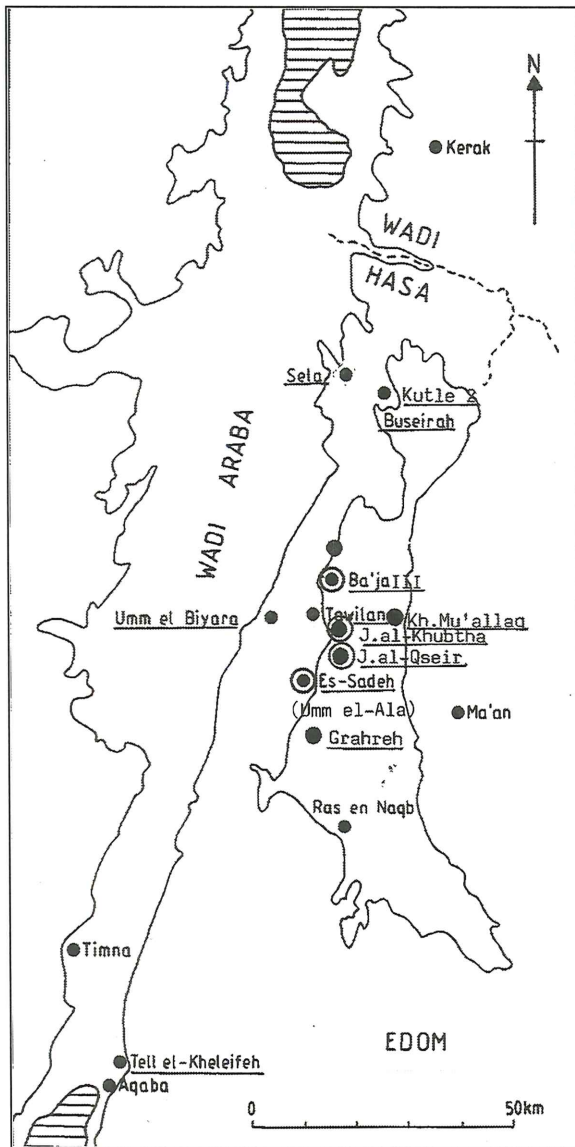 N
Kerak
WADI
HASA
Sela
Kutle 2
Buseirah
WADI ARABA
Ba'ja III
Umm el Biyara
Tawilan
Kh.Mu'allaq
J.al-Khubtha
J.al-Qseir
Es-Sadeh
(Umm el-Ala)
Ma'an
Grahreh
Ras en Naqb
Timna
EDOM
Tell el-Kheleifeh
Aqaba
0 50km